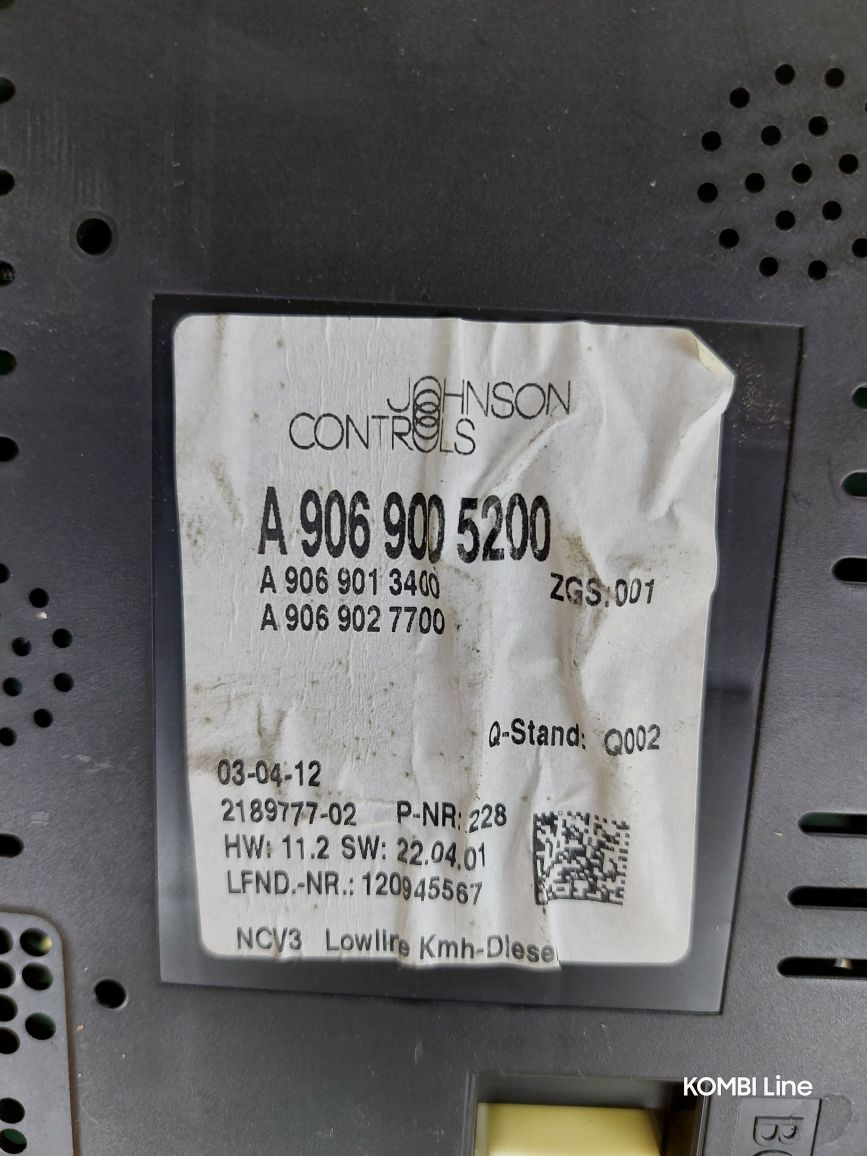 JOHNSON
CONTROLS
A 906 900 5200
A 906 901 3400 ZGS:001
A 906 902 7700
Q-Stand: Q002
03-04-12
2189777-02 P-NR: 228
HW: 11.2 SW: 22.04.01
LFND.-NR.: 120945567
NCV3 Lowline Kmh-Diese
KOMBI Line